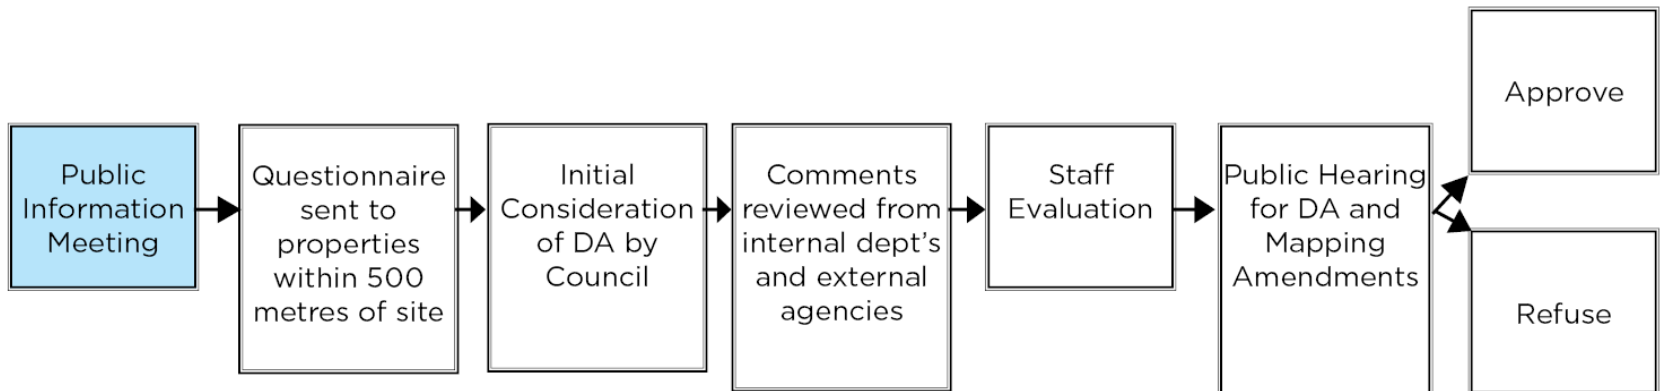 Public
Information
Meeting
Questionnaire
sent to
properties
within 500
metres of site
Initial
Consideration
of DA by
Council
Comments
reviewed from
internal dept's
and external
agencies
Staff
Evaluation
Public Hearing
for DA and
Mapping
Amendments
Approve
Refuse